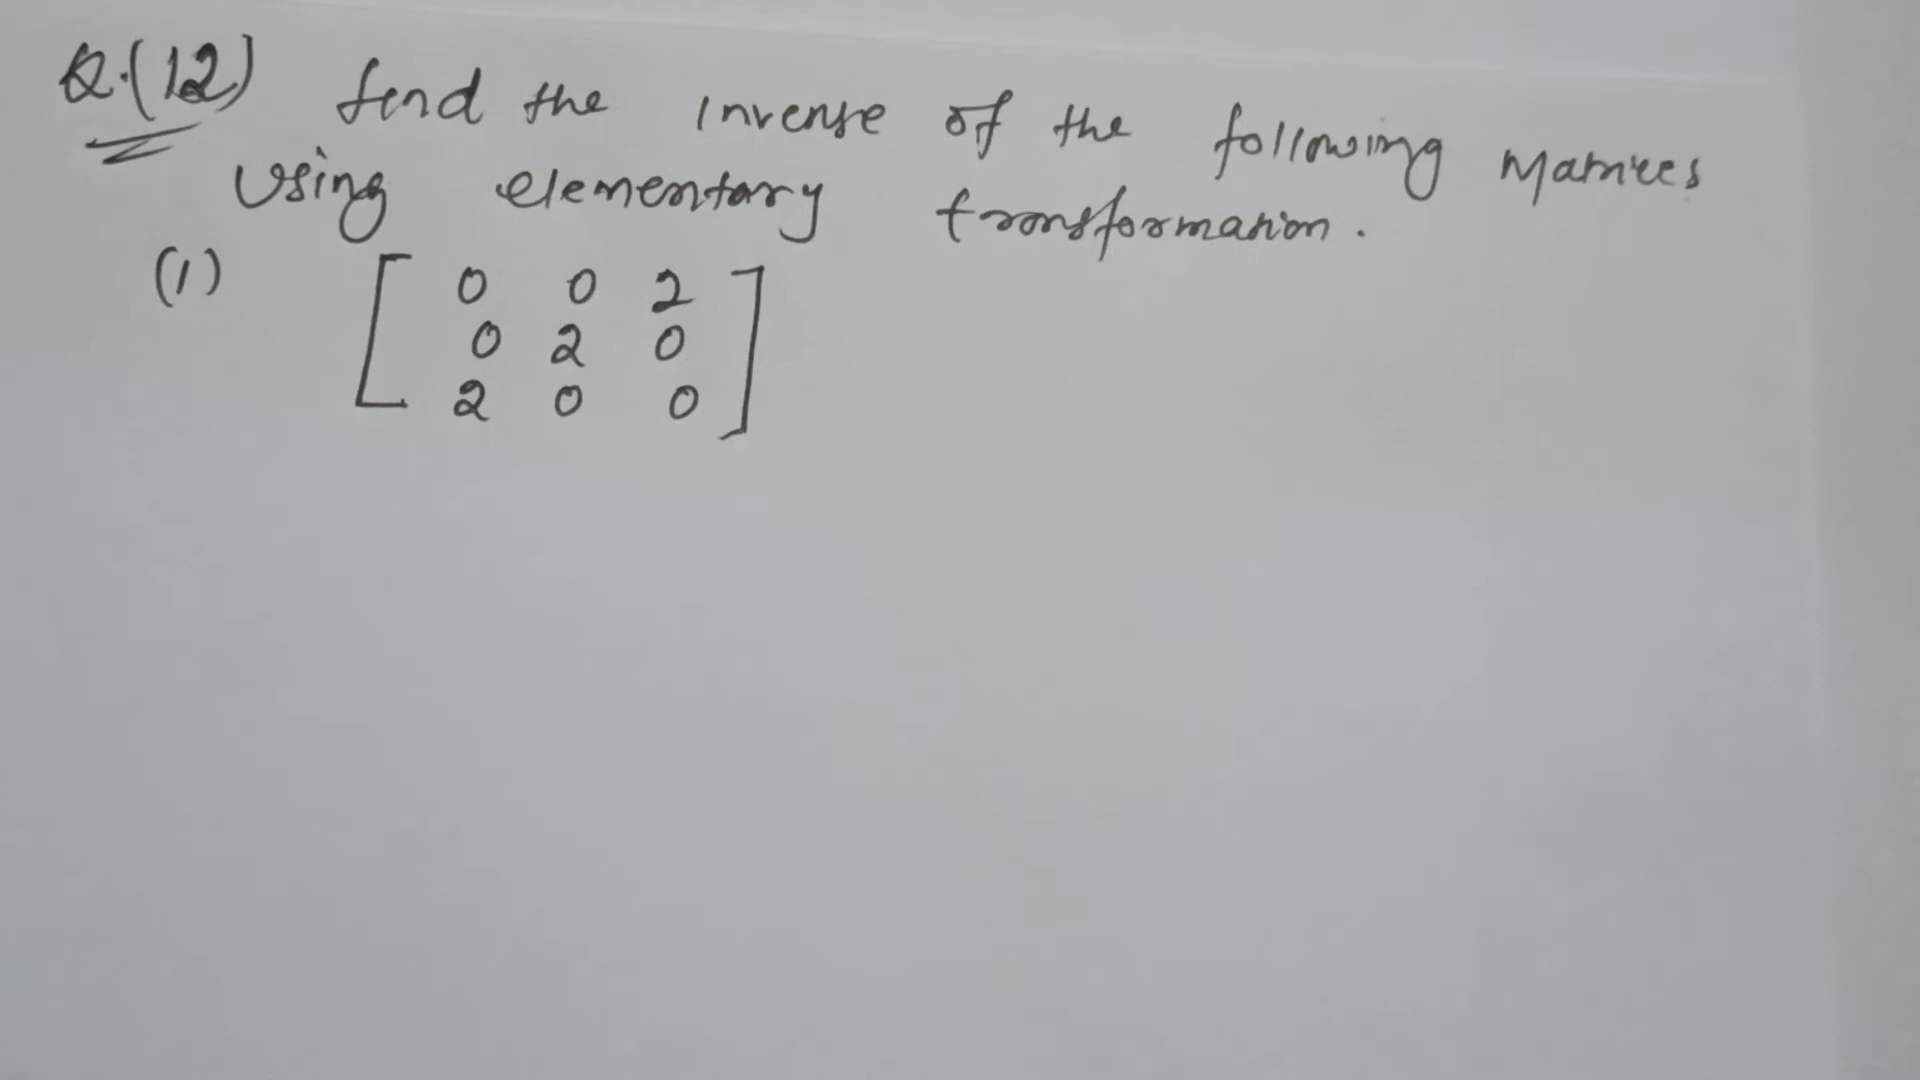 Q.(12) find the inverse of the following Matrices
using elementary transformation.
(1) [ 0 0 2
0 2 0
2 0 0 ]